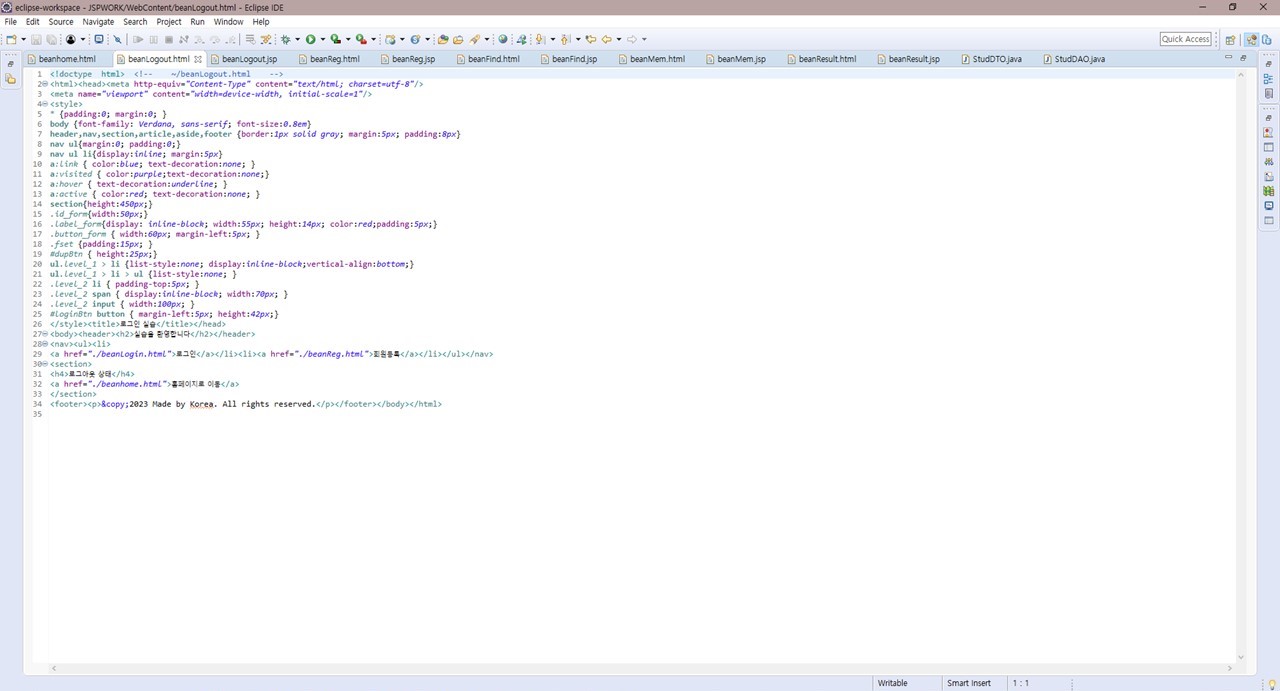 eclipse-workspace - JSPWORK/WebContent/beanLogout.html - Eclipse IDE
File Edit Source Navigate Search Project Run Window Help
Quick Access
beanhome.html beanLogout.html beanLogout.jsp beanReg.html beanReg.jsp beanFind.html beanFind.jsp beanMem.html beanMem.jsp beanResult.html beanResult.jsp StudDTO.java StudDAO.java
1 <!doctype html> <!-- ~/beanLogout.html -->
2 <html><head><meta http-equiv="Content-Type" content="text/html; charset=utf-8"/>
3 <meta name="viewport" content="width=device-width, initial-scale=1"/>
4 <style>
5 * {padding:0; margin:0; }
6 body {font-family: Verdana, sans-serif; font-size:0.8em}
7 header,nav,section,article,aside,footer {border:1px solid gray; margin:5px; padding:8px}
8 nav ul{margin:0; padding:0;}
9 nav ul li{display:inline; margin:5px}
10 a:link { color:blue; text-decoration:none; }
11 a:visited { color:purple;text-decoration:none;}
12 a:hover { text-decoration:underline; }
13 a:active { color:red; text-decoration:none; }
14 section{height:450px;}
15 .id_form{width:50px;}
16 .label_form{display: inline-block; width:55px; height:14px; color:red;padding:5px;}
17 .button_form { width:60px; margin-left:5px; }
18 .fset {padding:15px; }
19 #dupBtn { height:25px;}
20 ul.level_1 > li {list-style:none; display:inline-block;vertical-align:bottom;}
21 ul.level_1 > li > ul {list-style:none; }
22 .level_2 li { padding-top:5px; }
23 .level_2 span { display:inline-block; width:70px; }
24 .level_2 input { width:100px; }
25 #loginBtn button { margin-left:5px; height:42px;}
26 </style><title>로그인 실습</title></head>
27 <body><header><h2>실습을 환영합니다</h2></header>
28 <nav><ul><li>
29 <a href="./beanLogin.html">로그인</a></li><li><a href="./beanReg.html">회원등록</a></li></ul></nav>
30 <section>
31 <h4>로그아웃 상태</h4>
32 <a href="./beanhome.html">홈페이지로 이동</a>
33 </section>
34 <footer><p>&copy;2023 Made by Korea. All rights reserved.</p></footer></body></html>
35
Writable Smart Insert 1 : 1